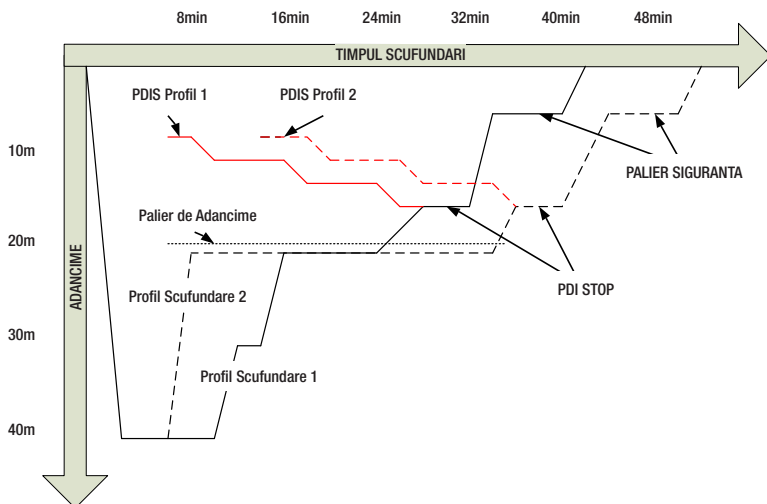 8min 16min 24min 32min 40min 48min
TIMPUL SCUFUNDARI
PDIS Profil 1 PDIS Profil 2
10m
PALIER SIGURANTA
Palier de Adancime
20m
ADANCIME
PDI STOP
Profil Scufundare 2
30m
Profil Scufundare 1
40m